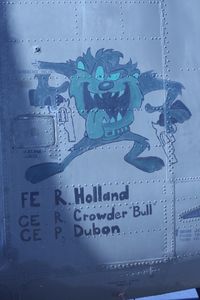 FE R. Holland
CE R. Crowder Bull
CE P. Dubon